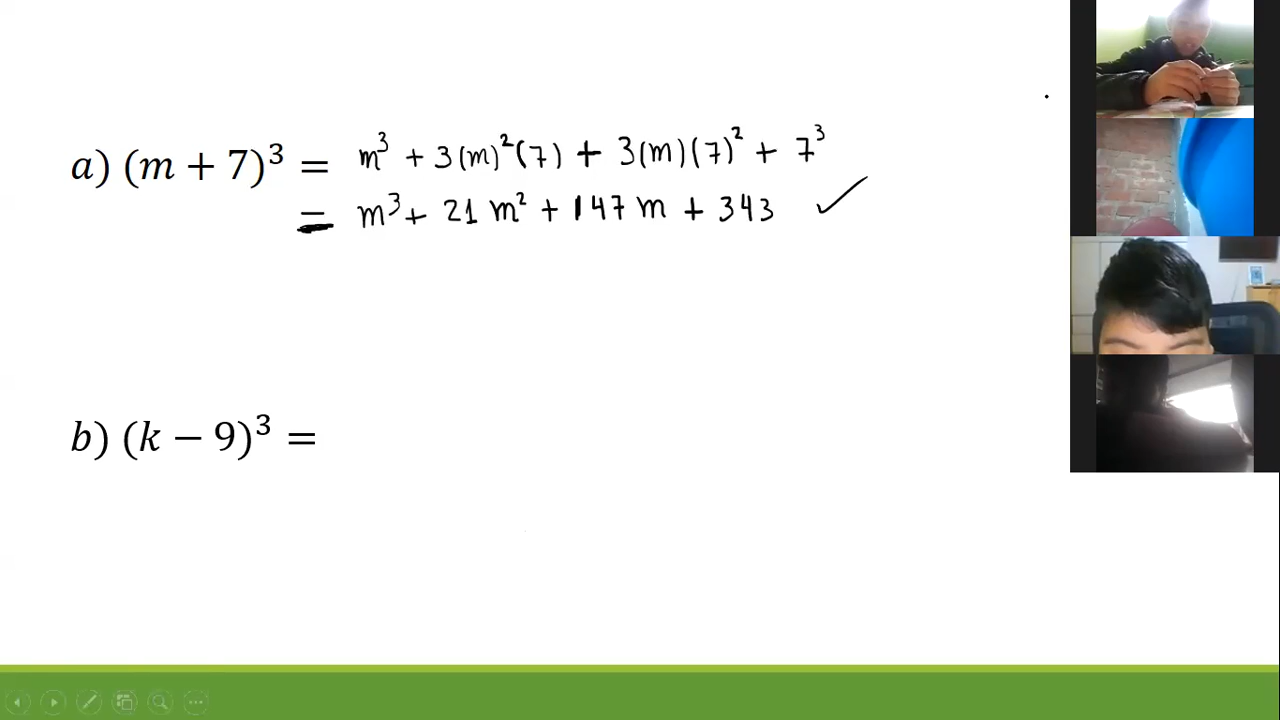 a) (m + 7)³ = m³ + 3(m)²(7) + 3(m)(7)² + 7³
= m³ + 21 m² + 147 m + 343 ✓
b) (k − 9)³ =